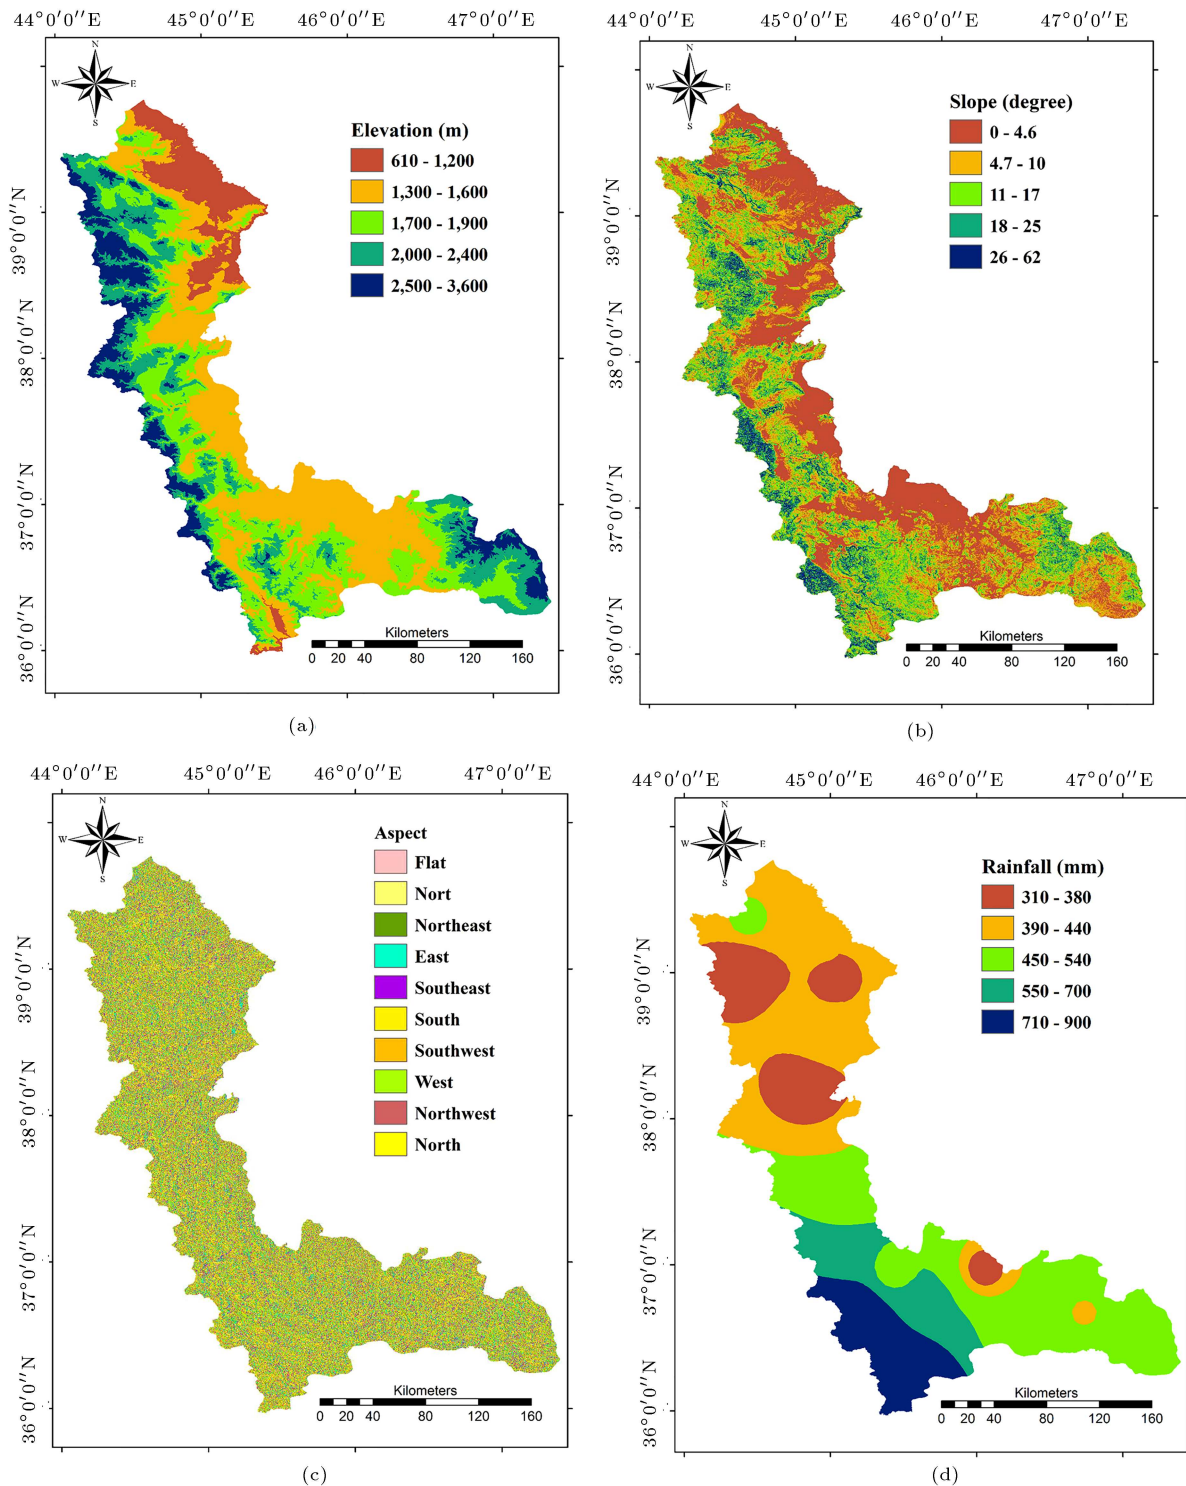 44°0′0′′E 45°0′0′′E 46°0′0′′E 47°0′0′′E
N
W E
S
Elevation (m)
610 - 1,200
1,300 - 1,600
1,700 - 1,900
2,000 - 2,400
2,500 - 3,600
39°0′0′′N
38°0′0′′N
37°0′0′′N
36°0′0′′N
Kilometers
0 20 40 80 120 160
(a)
44°0′0′′E 45°0′0′′E 46°0′0′′E 47°0′0′′E
N
W E
S
Slope (degree)
0 - 4.6
4.7 - 10
11 - 17
18 - 25
26 - 62
39°0′0′′N
38°0′0′′N
37°0′0′′N
36°0′0′′N
Kilometers
0 20 40 80 120 160
(b)
44°0′0′′E 45°0′0′′E 46°0′0′′E 47°0′0′′E
N
W E
S
Aspect
Flat
Nort
Northeast
East
Southeast
South
Southwest
West
Northwest
North
39°0′0′′N
38°0′0′′N
37°0′0′′N
36°0′0′′N
Kilometers
0 20 40 80 120 160
(c)
44°0′0′′E 45°0′0′′E 46°0′0′′E 47°0′0′′E
N
W E
S
Rainfall (mm)
310 - 380
390 - 440
450 - 540
550 - 700
710 - 900
39°0′0′′N
38°0′0′′N
37°0′0′′N
36°0′0′′N
Kilometers
0 20 40 80 120 160
(d)